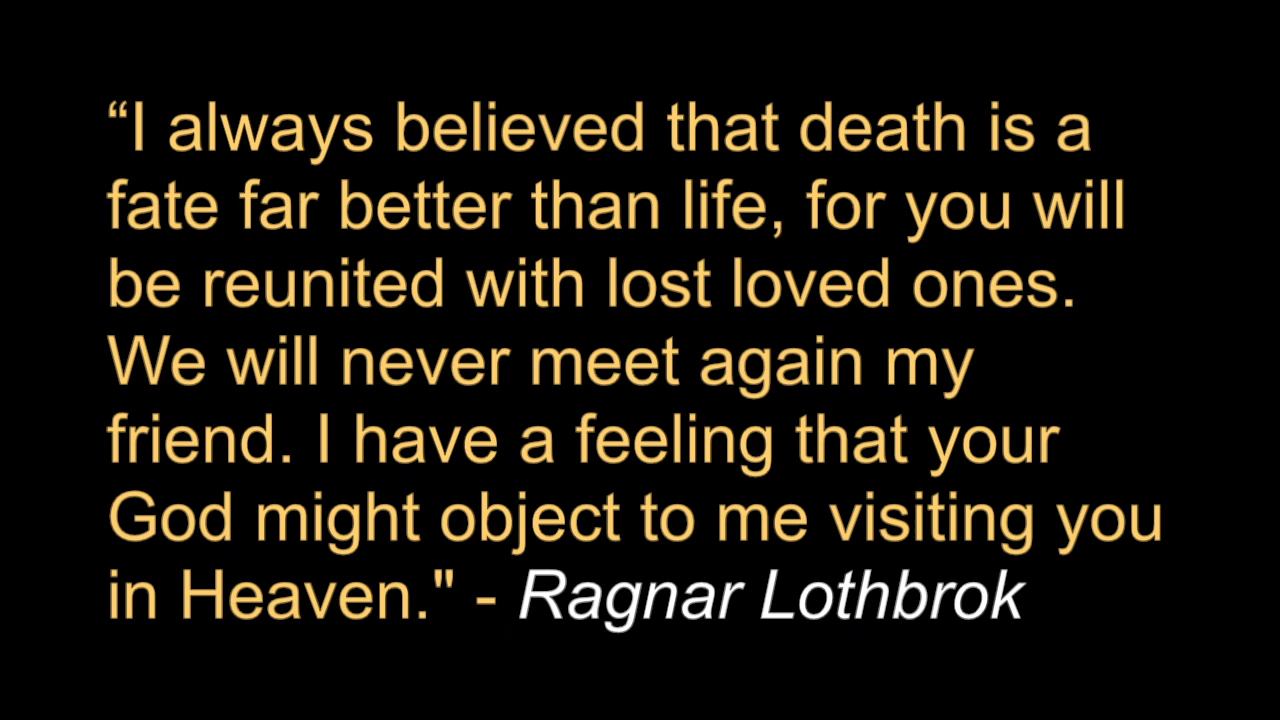 “I always believed that death is a
fate far better than life, for you will
be reunited with lost loved ones.
We will never meet again my
friend. I have a feeling that your
God might object to me visiting you
in Heaven." - Ragnar Lothbrok